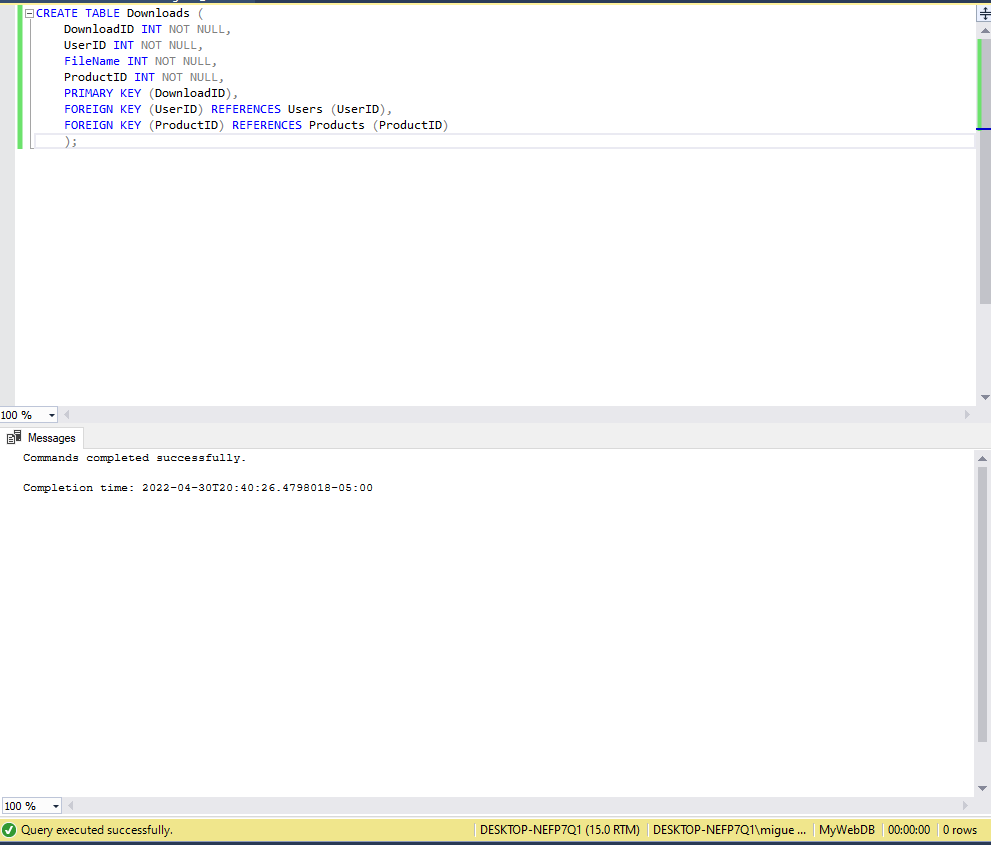 CREATE TABLE Downloads (
DownloadID INT NOT NULL,
UserID INT NOT NULL,
FileName INT NOT NULL,
ProductID INT NOT NULL,
PRIMARY KEY (DownloadID),
FOREIGN KEY (UserID) REFERENCES Users (UserID),
FOREIGN KEY (ProductID) REFERENCES Products (ProductID)
);
100 %
Messages
Commands completed successfully.
Completion time: 2022-04-30T20:40:26.4798018-05:00
100 %
Query executed successfully. DESKTOP-NEFP7Q1 (15.0 RTM) DESKTOP-NEFP7Q1\migue ... MyWebDB 00:00:00 0 rows